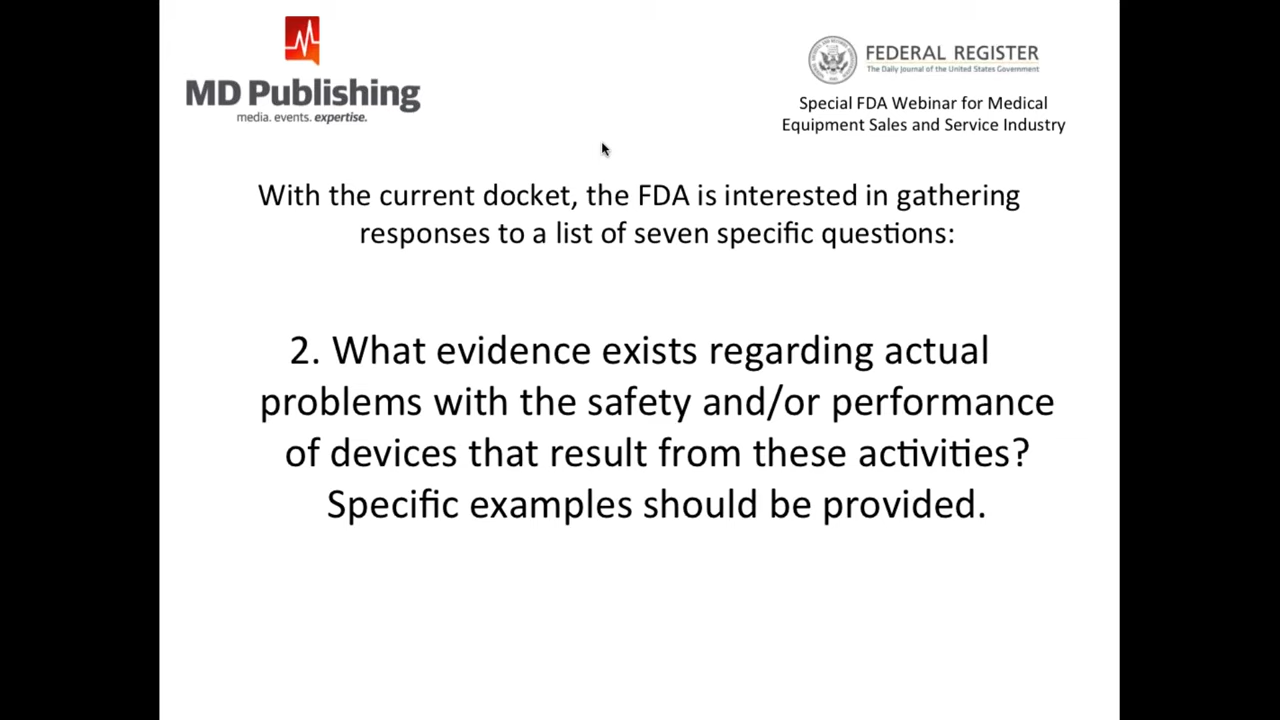 MD Publishing
media. events. expertise.
FEDERAL REGISTER
The Daily Journal of the United States Government
Special FDA Webinar for Medical
Equipment Sales and Service Industry
With the current docket, the FDA is interested in gathering
responses to a list of seven specific questions:
2. What evidence exists regarding actual
problems with the safety and/or performance
of devices that result from these activities?
Specific examples should be provided.